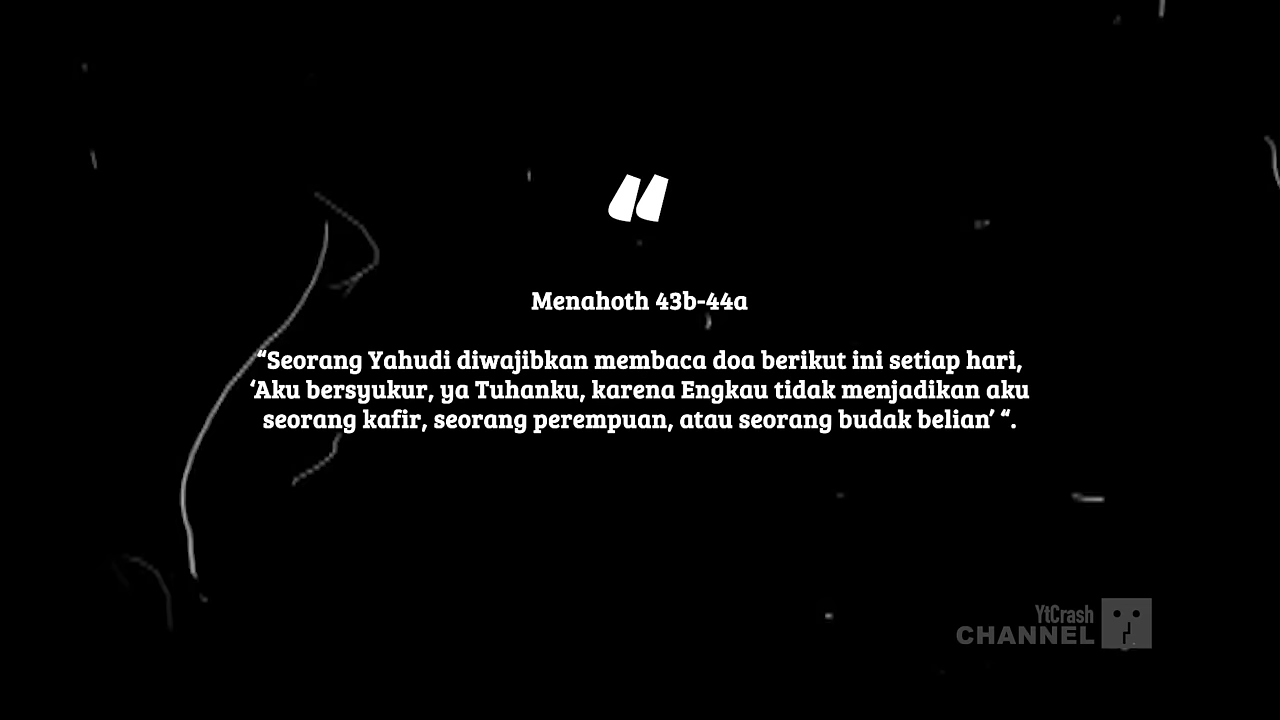 “
Menahoth 43b-44a
“Seorang Yahudi diwajibkan membaca doa berikut ini setiap hari,
‘Aku bersyukur, ya Tuhanku, karena Engkau tidak menjadikan aku
seorang kafir, seorang perempuan, atau seorang budak belian’ “.
YtCrash
CHANNEL